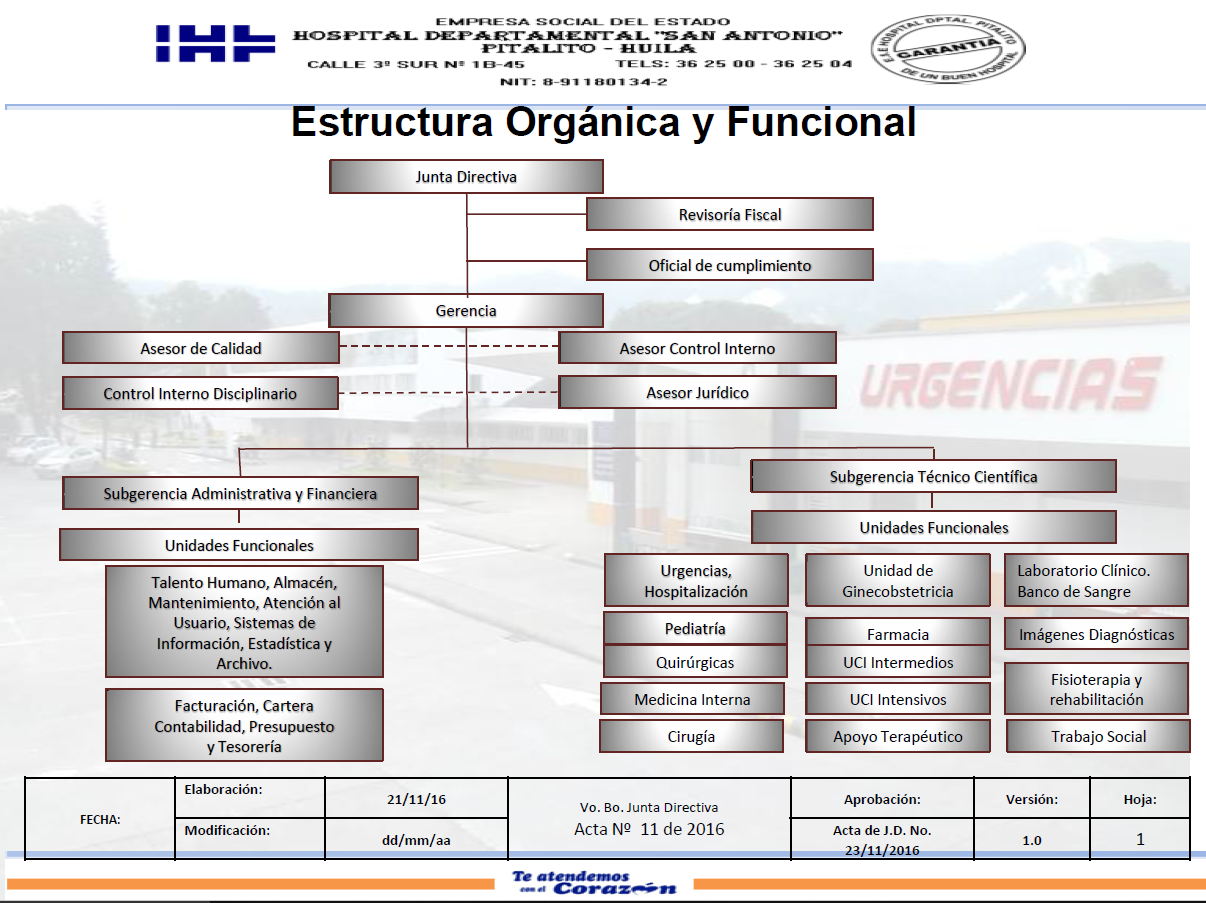 IHF
EMPRESA SOCIAL DEL ESTADO
HOSPITAL DEPARTAMENTAL "SAN ANTONIO"
PITALITO - HUILA
CALLE 3ª SUR Nº 1B-45 TELS: 36 25 00 - 36 25 04
NIT: 8-91180134-2
E.S.E HOSPITAL DPTAL. PITALITO
GARANTIA
DE UN BUEN HOSPITAL
Estructura Orgánica y Funcional
Junta Directiva
Revisoría Fiscal
Oficial de cumplimiento
Gerencia
Asesor de Calidad
Asesor Control Interno
Control Interno Disciplinario
Asesor Jurídico
URGENCIAS
Subgerencia Administrativa y Financiera
Unidades Funcionales
Talento Humano, Almacén,
Mantenimiento, Atención al
Usuario, Sistemas de
Información, Estadística y
Archivo.
Facturación, Cartera
Contabilidad, Presupuesto
y Tesorería
Subgerencia Técnico Científica
Unidades Funcionales
Urgencias,
Hospitalización
Pediatría
Quirúrgicas
Medicina Interna
Cirugía
Unidad de
Ginecobstetricia
Farmacia
UCI Intermedios
UCI Intensivos
Apoyo Terapéutico
Laboratorio Clínico.
Banco de Sangre
Imágenes Diagnósticas
Fisioterapia y
rehabilitación
Trabajo Social
FECHA:
Elaboración:
21/11/16
Modificación:
dd/mm/aa
Vo. Bo. Junta Directiva
Acta Nº 11 de 2016
Aprobación:
Acta de J.D. No.
23/11/2016
Versión:
1.0
Hoja:
1
Te atendemos
con el Corazón